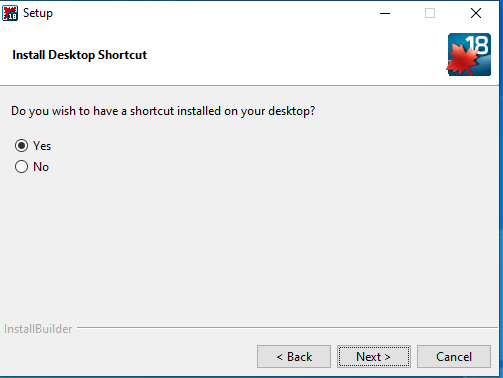 Setup
Install Desktop Shortcut
18
Do you wish to have a shortcut installed on your desktop?
Yes
No
InstallBuilder
< Back Next > Cancel